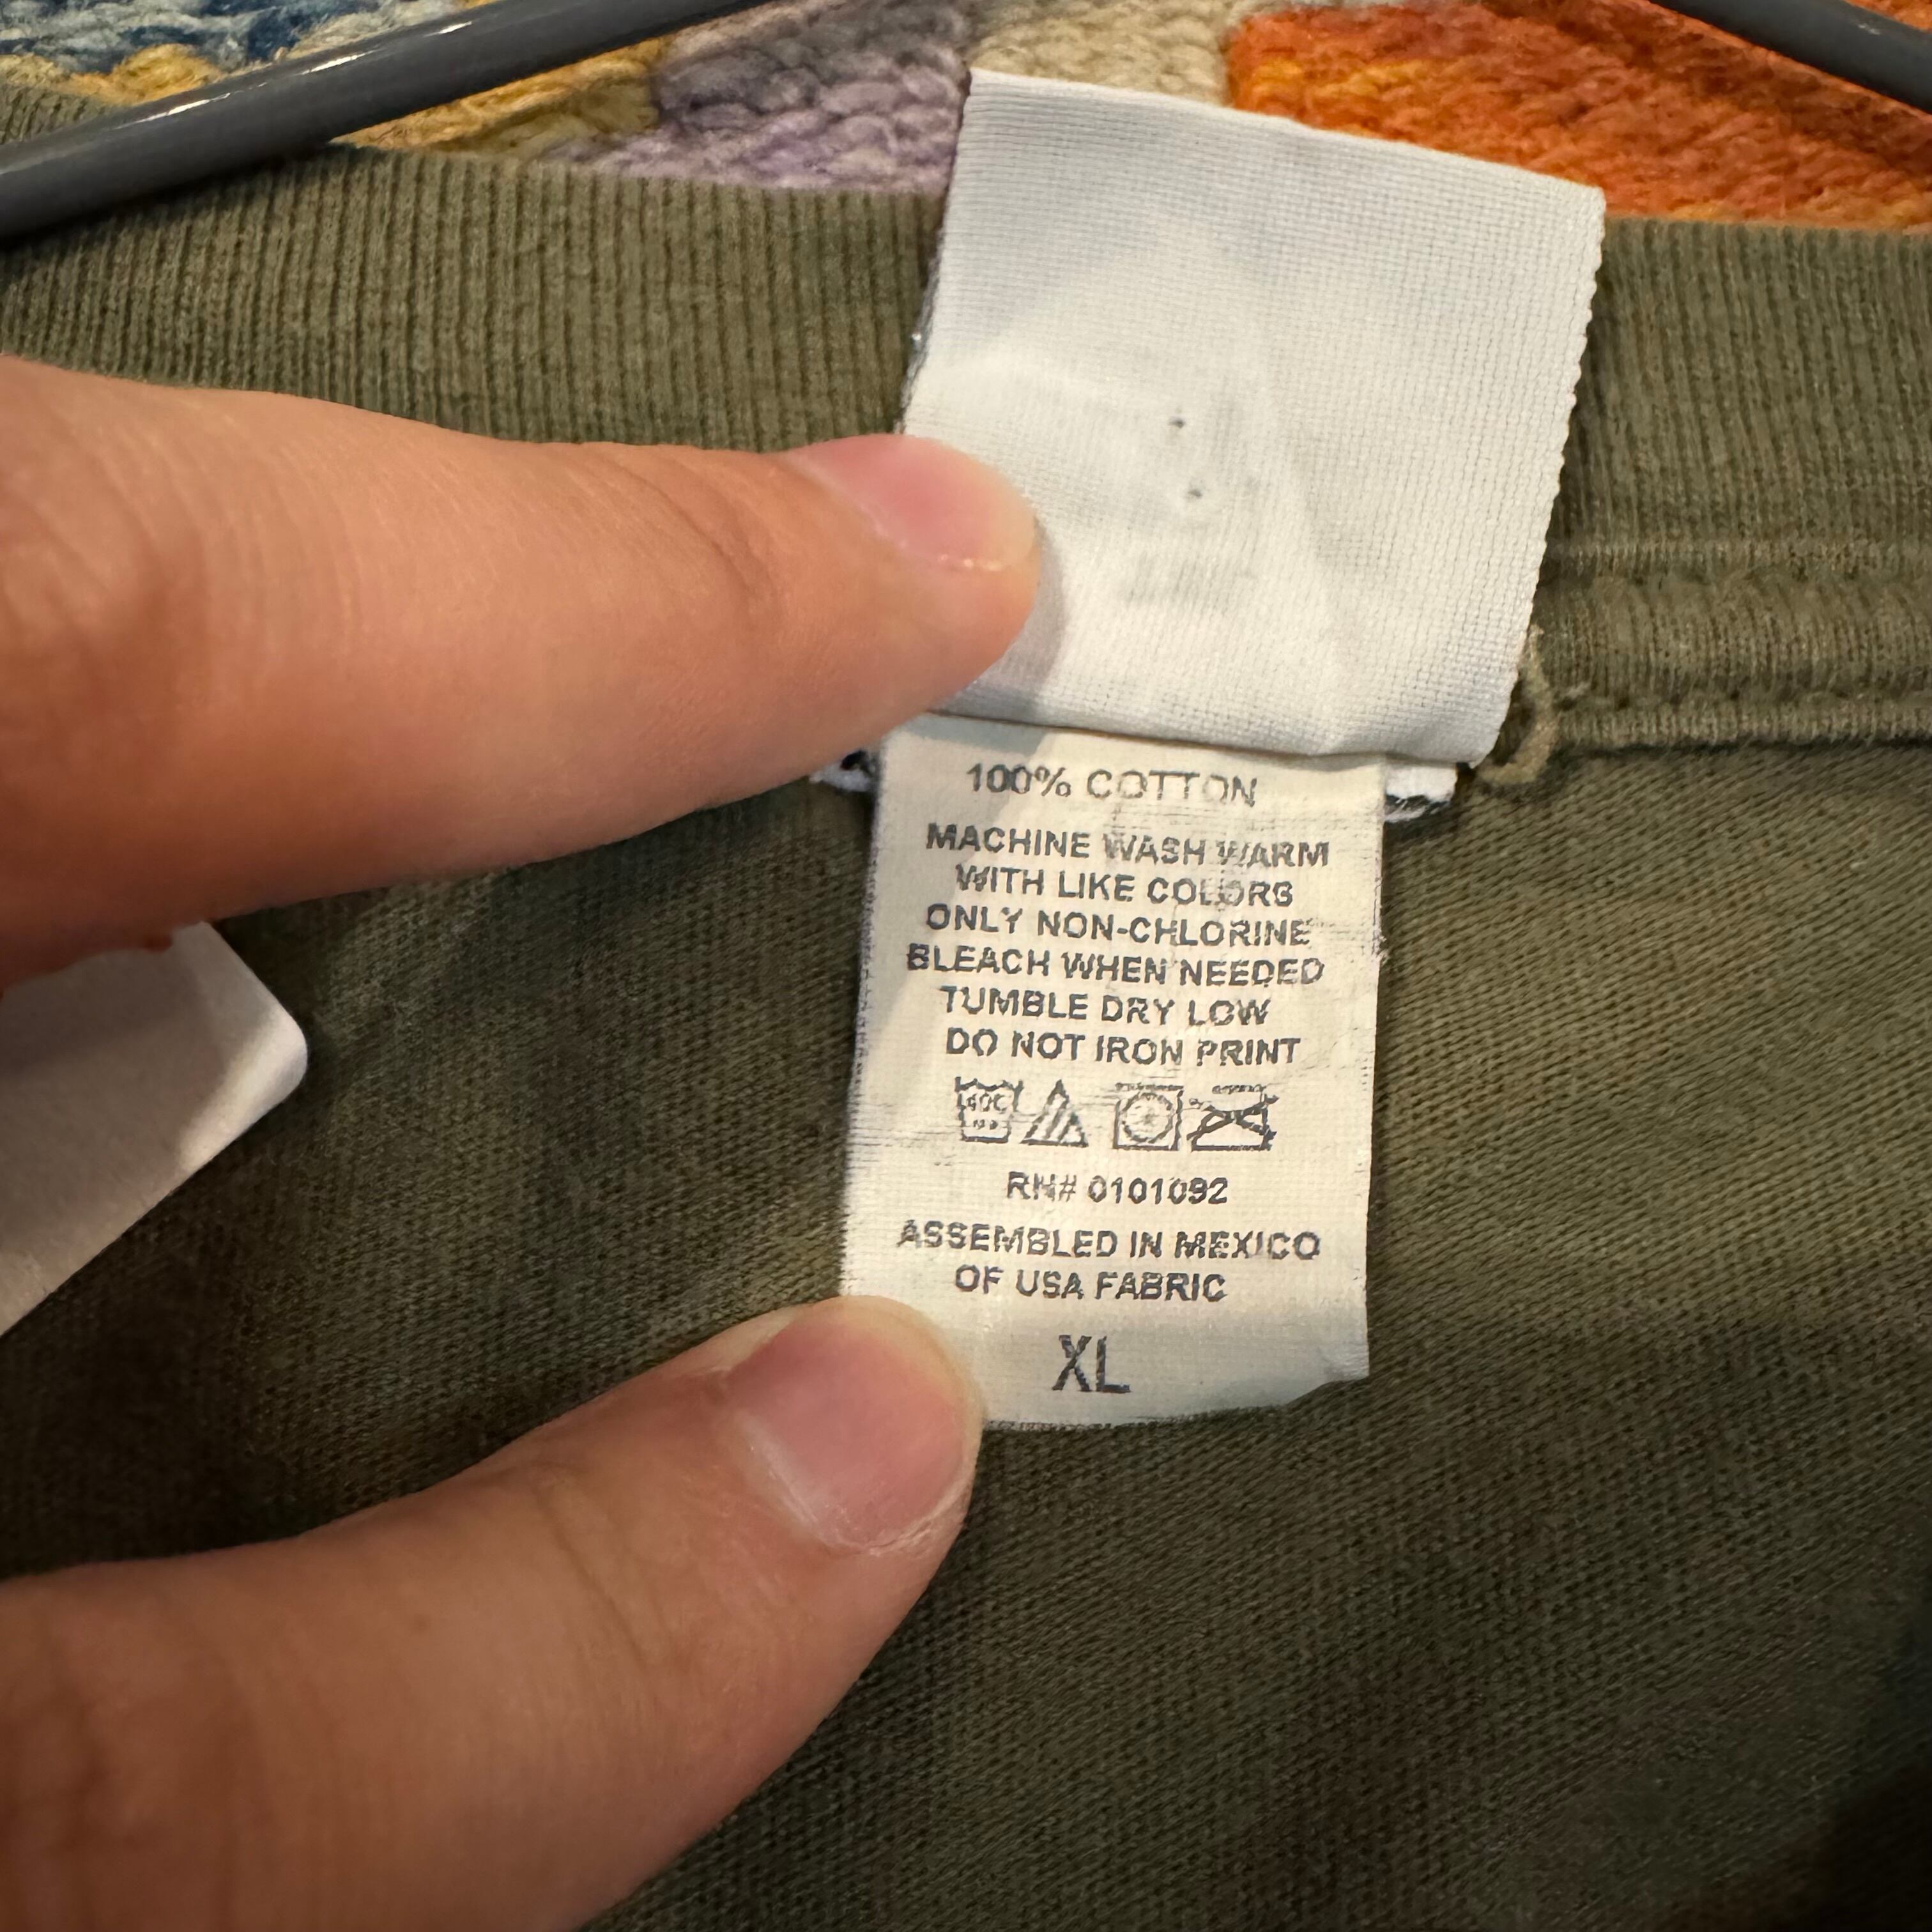 100% COTTON
MACHINE WASH WARM
WITH LIKE COLORS
ONLY NON-CHLORINE
BLEACH WHEN NEEDED
TUMBLE DRY LOW
DO NOT IRON PRINT
40C
RN# 0101092
ASSEMBLED IN MEXICO
OF USA FABRIC
XL